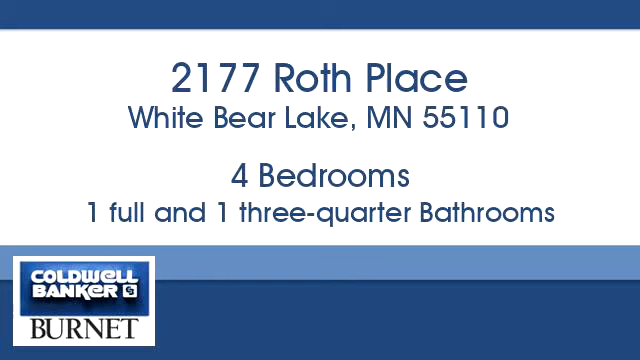 2177 Roth Place
White Bear Lake, MN 55110
4 Bedrooms
1 full and 1 three-quarter Bathrooms
COLDWELL
BANKER CB
BURNET